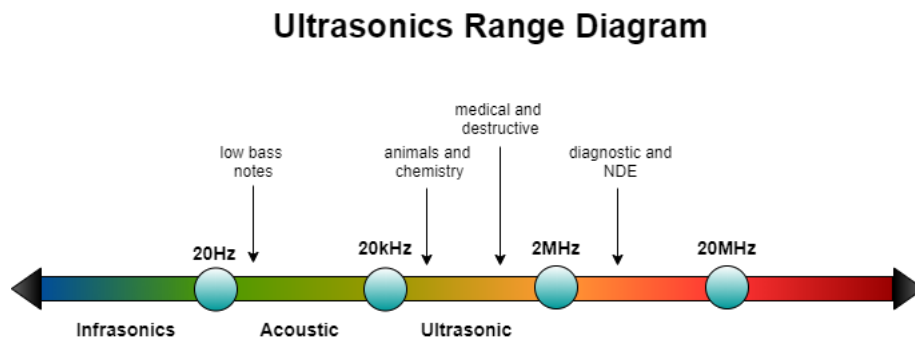 Ultrasonics Range Diagram
medical and
destructive
low bass
notes
animals and
chemistry
diagnostic and
NDE
20Hz
20kHz
2MHz
20MHz
Infrasonics
Acoustic
Ultrasonic